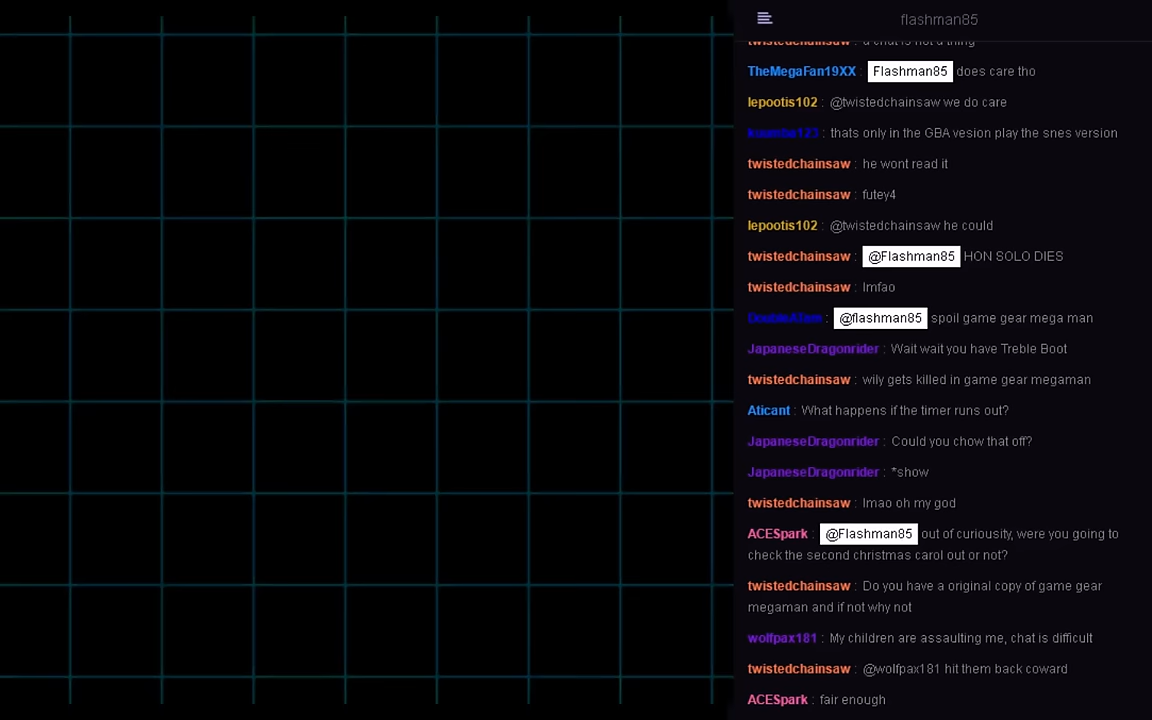 flashman85
twistedchainsaw : a chat is not a thing
TheMegaFan19XX : Flashman85 does care tho
lepootis102 : @twistedchainsaw we do care
: thats only in the GBA vesion play the snes version
twistedchainsaw : he wont read it
twistedchainsaw : futey4
lepootis102 : @twistedchainsaw he could
twistedchainsaw : @Flashman85 HON SOLO DIES
twistedchainsaw : lmfao
: @flashman85 spoil game gear mega man
JapaneseDragonrider : Wait wait you have Treble Boot
twistedchainsaw : wily gets killed in game gear megaman
Aticant : What happens if the timer runs out?
JapaneseDragonrider : Could you chow that off?
JapaneseDragonrider : *show
twistedchainsaw : lmao oh my god
ACESpark : @Flashman85 out of curiousity, were you going to
check the second christmas carol out or not?
twistedchainsaw : Do you have a original copy of game gear
megaman and if not why not
wolfpax181 : My children are assaulting me, chat is difficult
twistedchainsaw : @wolfpax181 hit them back coward
ACESpark : fair enough